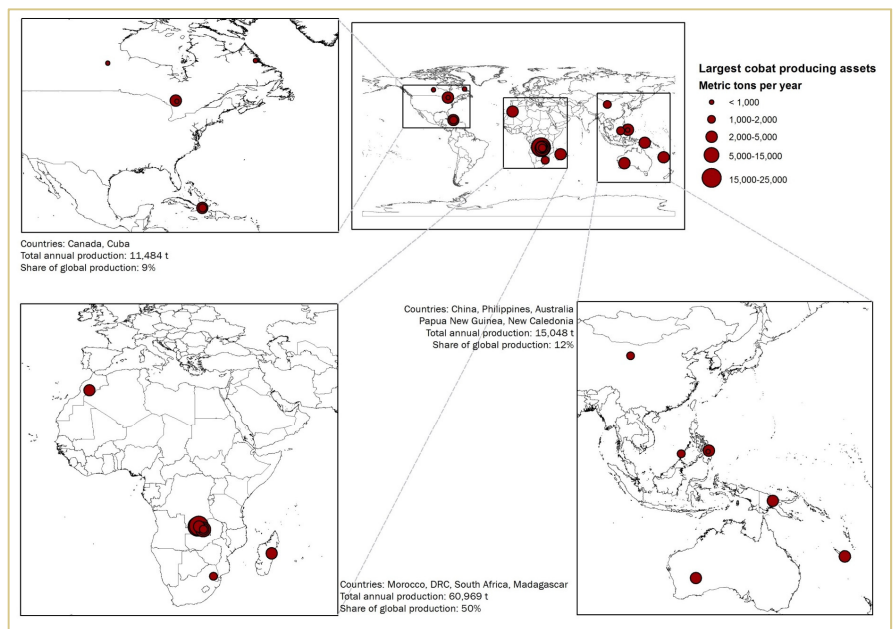 Largest cobat producing assets
Metric tons per year
< 1,000
1,000-2,000
2,000-5,000
5,000-15,000
15,000-25,000
Countries: Canada, Cuba
Total annual production: 11,484 t
Share of global production: 9%
Countries: China, Philippines, Australia
Papua New Guinea, New Caledonia
Total annual production: 15,048 t
Share of global production: 12%
Countries: Morocco, DRC, South Africa, Madagascar
Total annual production: 60,969 t
Share of global production: 50%